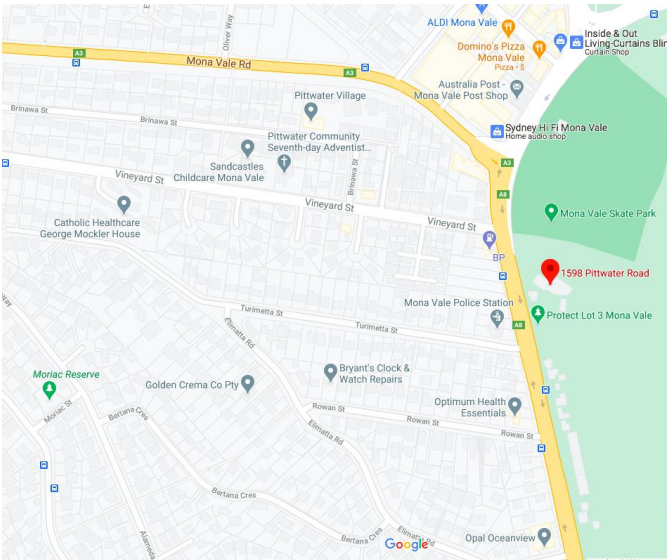 ALDI Mona Vale
Oliver Way
Inside & Out
Living-Curtains Blin
Curtain Shop
Domino's Pizza
Mona Vale
Pizza • $
A3
Mona Vale Rd
A3
Australia Post -
Mona Vale Post Shop
Pittwater Village
Brinawa St
Brinawa St
Sydney Hi Fi Mona Vale
Home audio shop
Pittwater Community
Seventh-day Adventist...
Sandcastles
Childcare Mona Vale
Brinawa St
A3
Vineyard St
A8
Vineyard St
Vineyard St
Mona Vale Skate Park
Catholic Healthcare
George Mockler House
BP
1598 Pittwater Road
Mona Vale Police Station
Protect Lot 3 Mona Vale
Turimetta St
Turimetta St
A8
Elimatta Rd
Moriac Reserve
Golden Crema Co Pty
Bryant's Clock &
Watch Repairs
Optimum Health
Essentials
Moriac St
Bertana Cres
Rowan St
Rowan St
Elimatta Rd
Bertana Cres
Alameda
Bertana Cres
Elimatta Rd
Google
Opal Oceanview